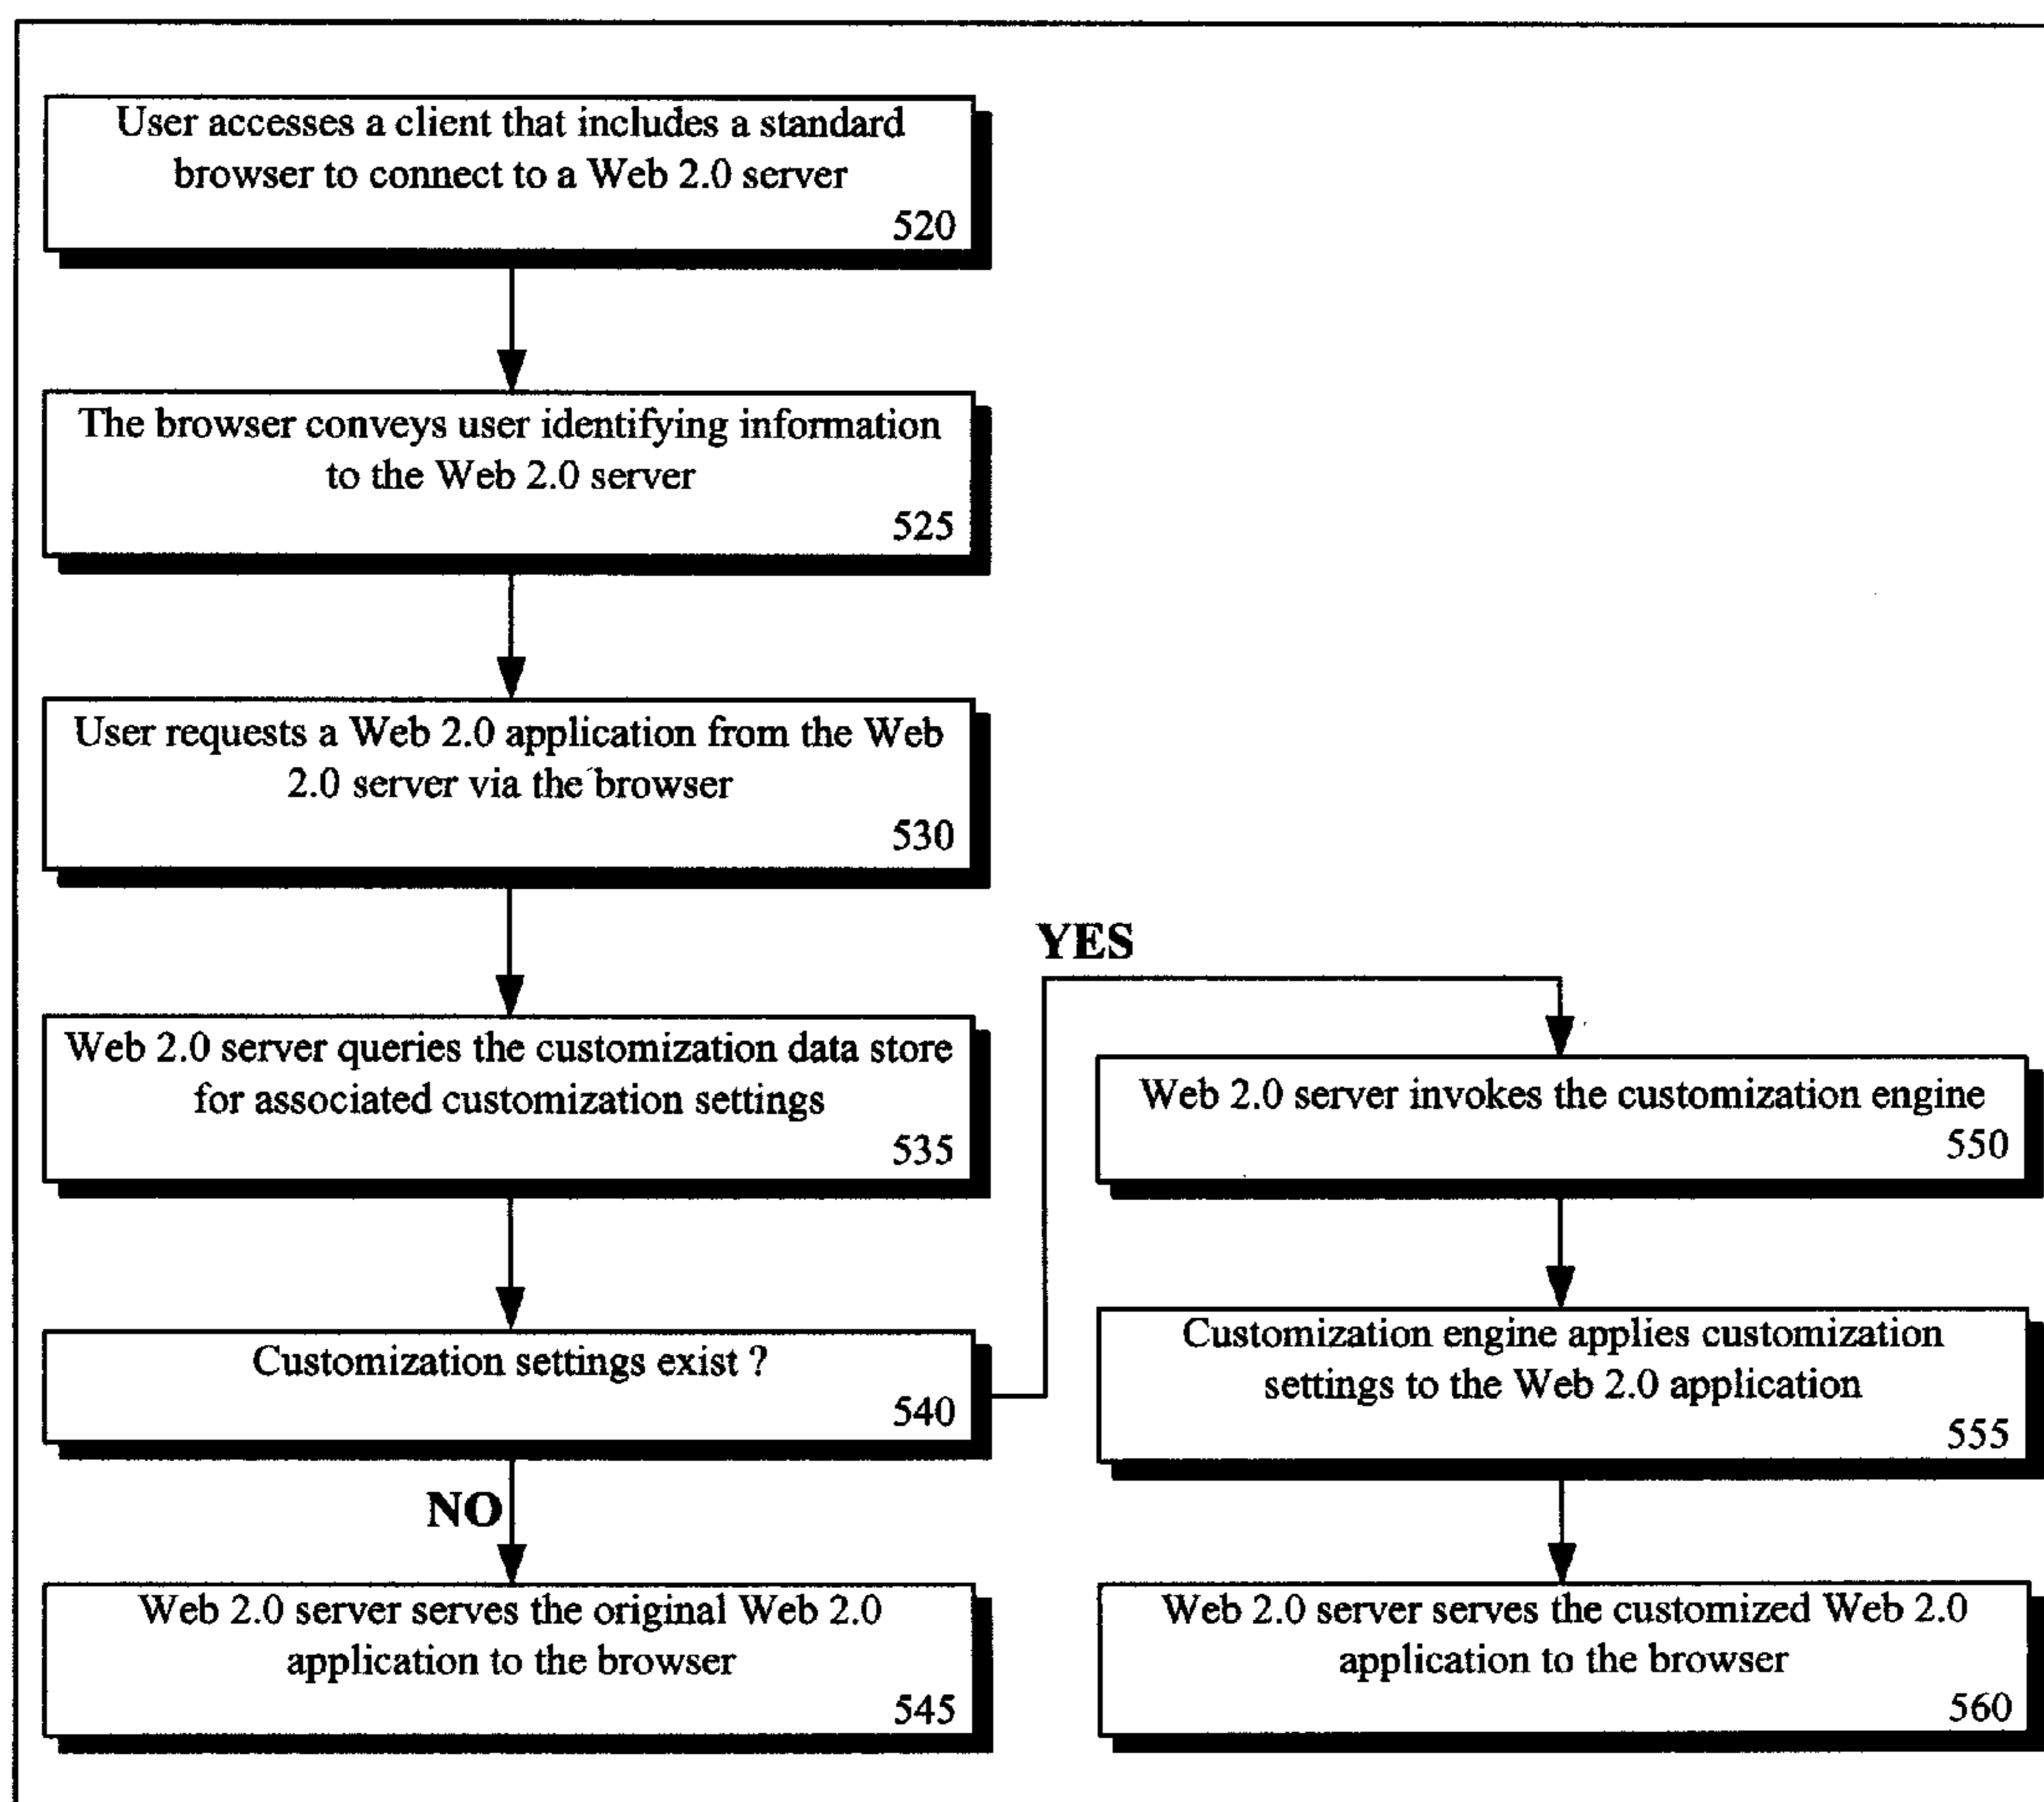 User accesses a client that includes a standard
browser to connect to a Web 2.0 server
520
The browser conveys user identifying information
to the Web 2.0 server
525
User requests a Web 2.0 application from the Web
2.0 server via the browser
530
Web 2.0 server queries the customization data store
for associated customization settings
535
Customization settings exist ?
540
NO
Web 2.0 server serves the original Web 2.0
application to the browser
545
YES
Web 2.0 server invokes the customization engine
550
Customization engine applies customization
settings to the Web 2.0 application
555
Web 2.0 server serves the customized Web 2.0
application to the browser
560